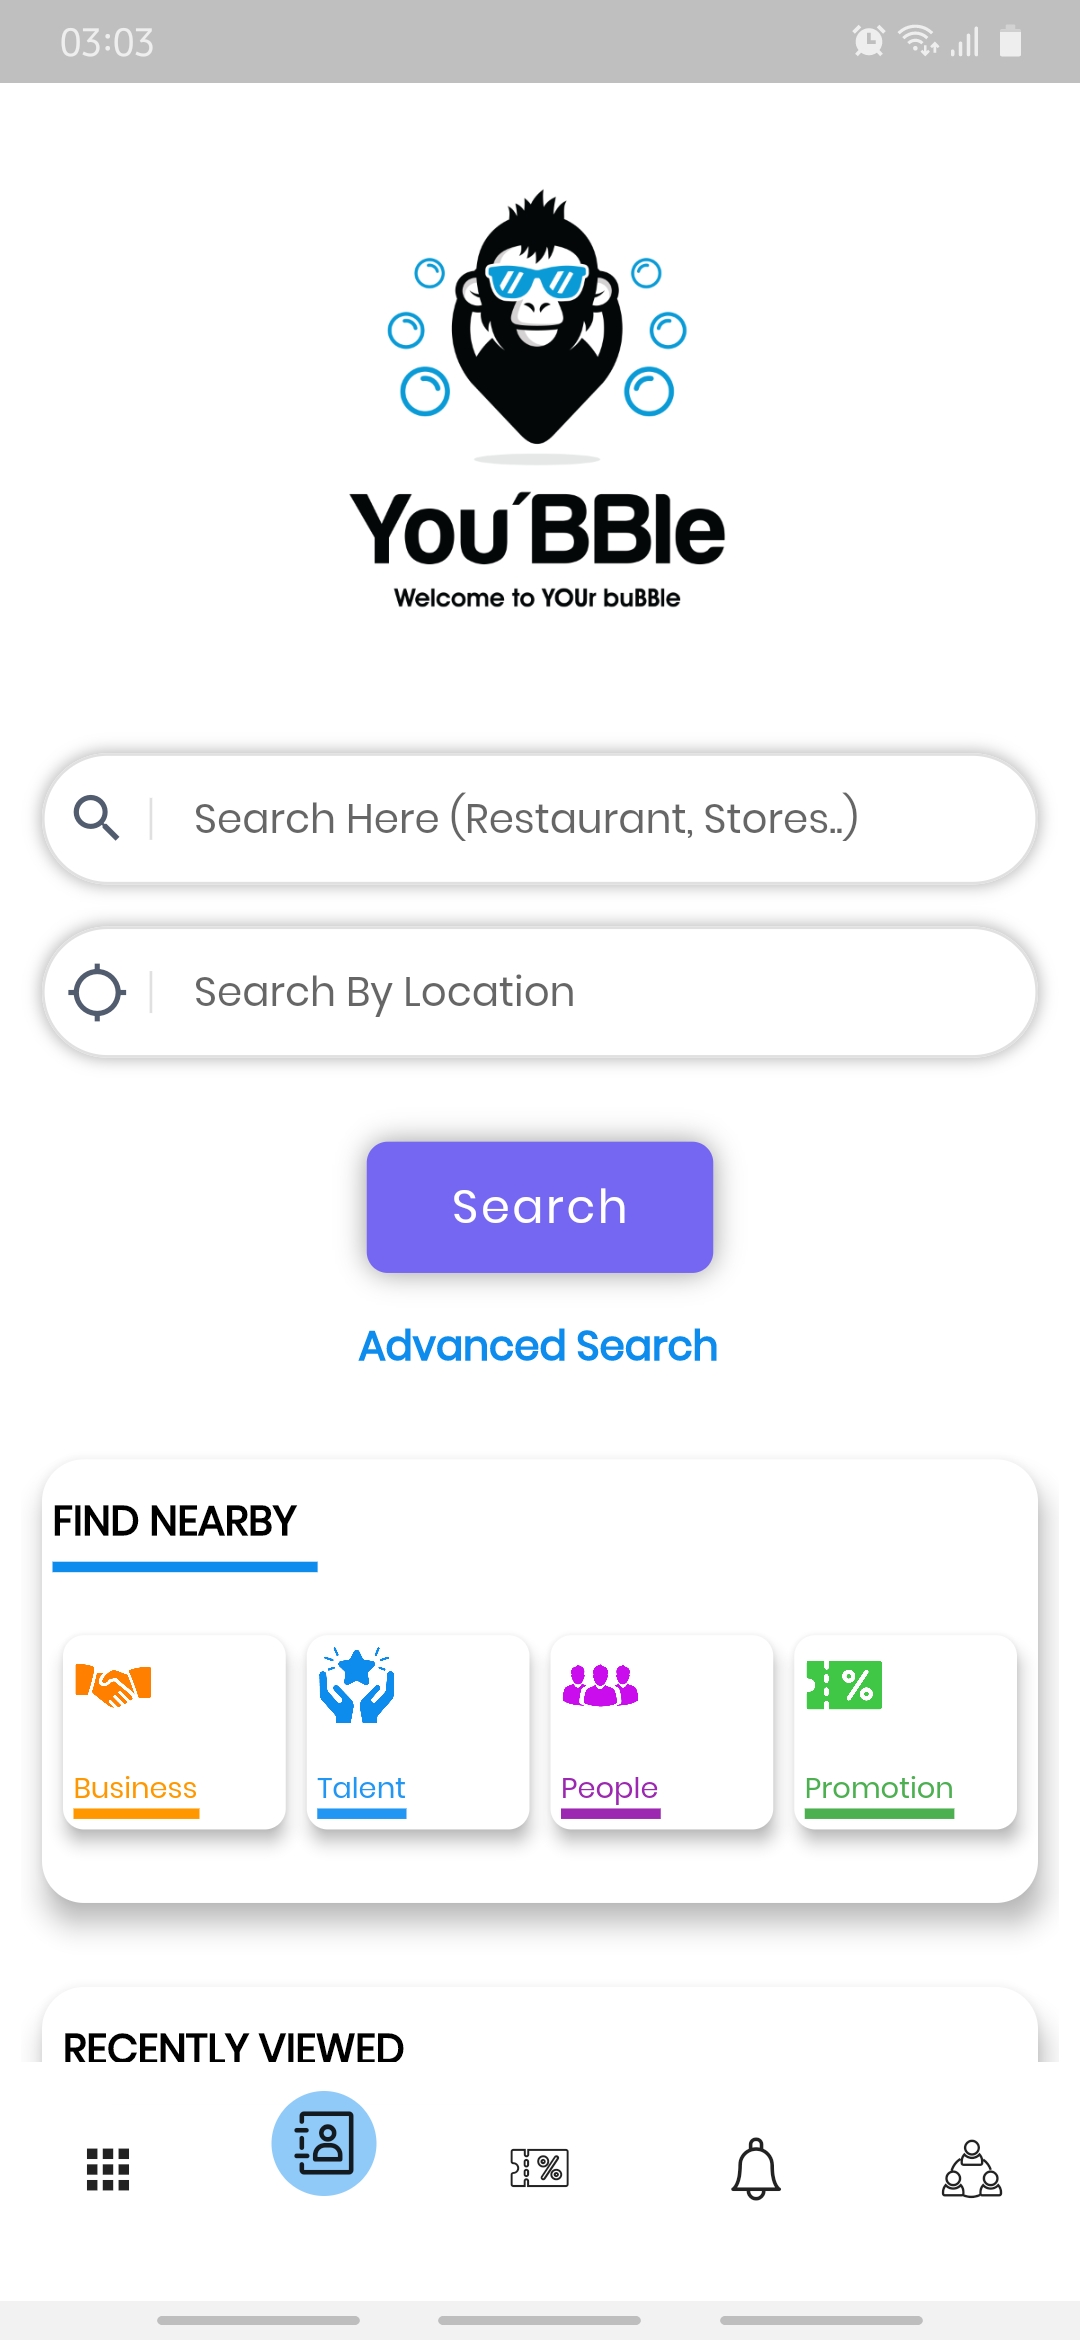 03:03
You´BBle
Welcome to YOUr buBBle
Search Here (Restaurant, Stores..)
Search By Location
Search
Advanced Search
FIND NEARBY
Business Talent People Promotion
RECENTLY VIEWED